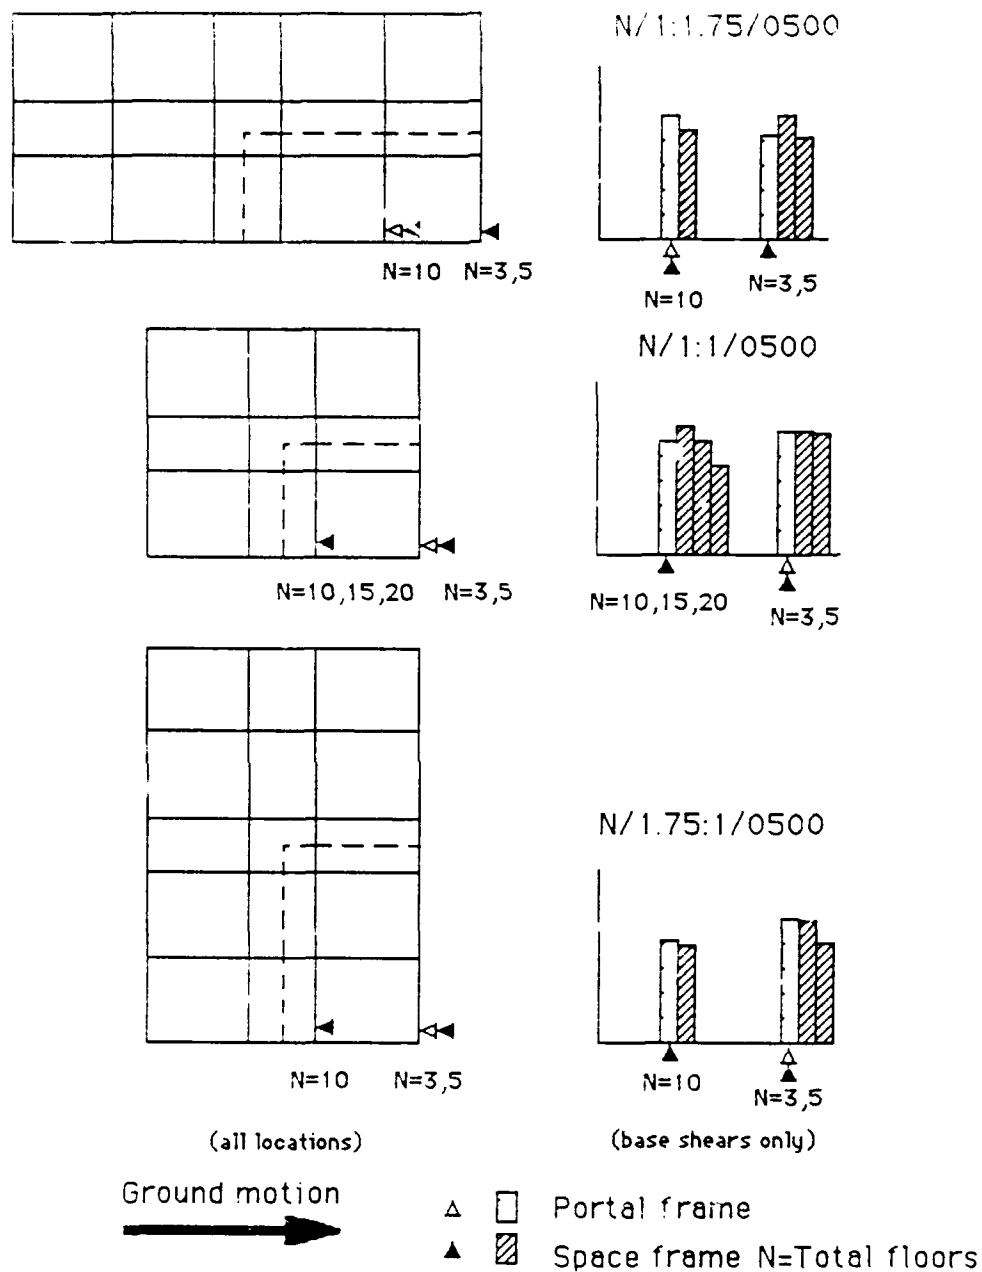 N/1:1.75/0500
N=10 N=3,5
N=10
N=3,5
N/1:1/0500
N=10,15,20 N=3,5
N=10,15,20
N=3,5
N/1.75:1/0500
N=10 N=3,5
N=10
N=3,5
(all locations)
(base shears only)
Ground motion
Portal frame
Space frame N=Total floors